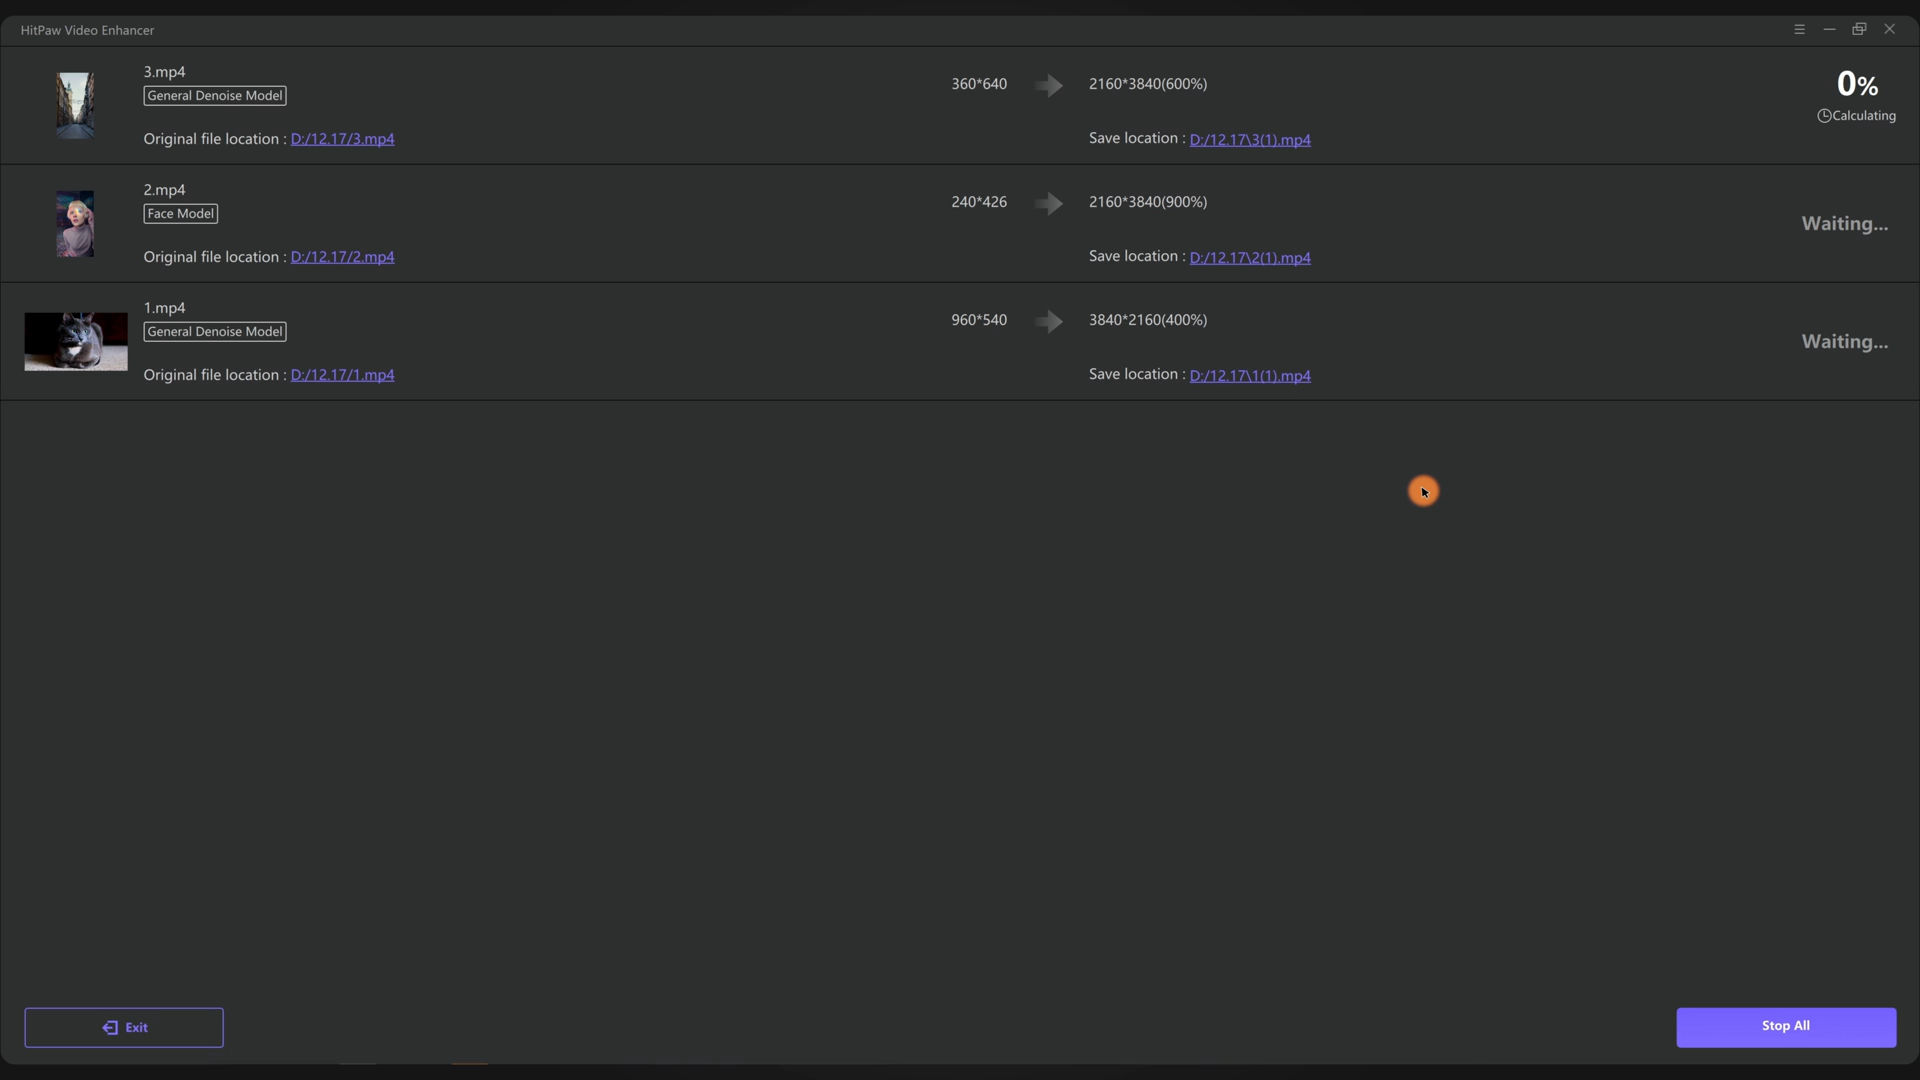 HitPaw Video Enhancer
3.mp4
General Denoise Model
360*640
2160*3840(600%)
0%
Calculating
Original file location : D:/12.17/3.mp4
Save location : D:/12.17\3(1).mp4
2.mp4
Face Model
240*426
2160*3840(900%)
Waiting...
Original file location : D:/12.17/2.mp4
Save location : D:/12.17\2(1).mp4
1.mp4
General Denoise Model
960*540
3840*2160(400%)
Waiting...
Original file location : D:/12.17/1.mp4
Save location : D:/12.17\1(1).mp4
Exit
Stop All